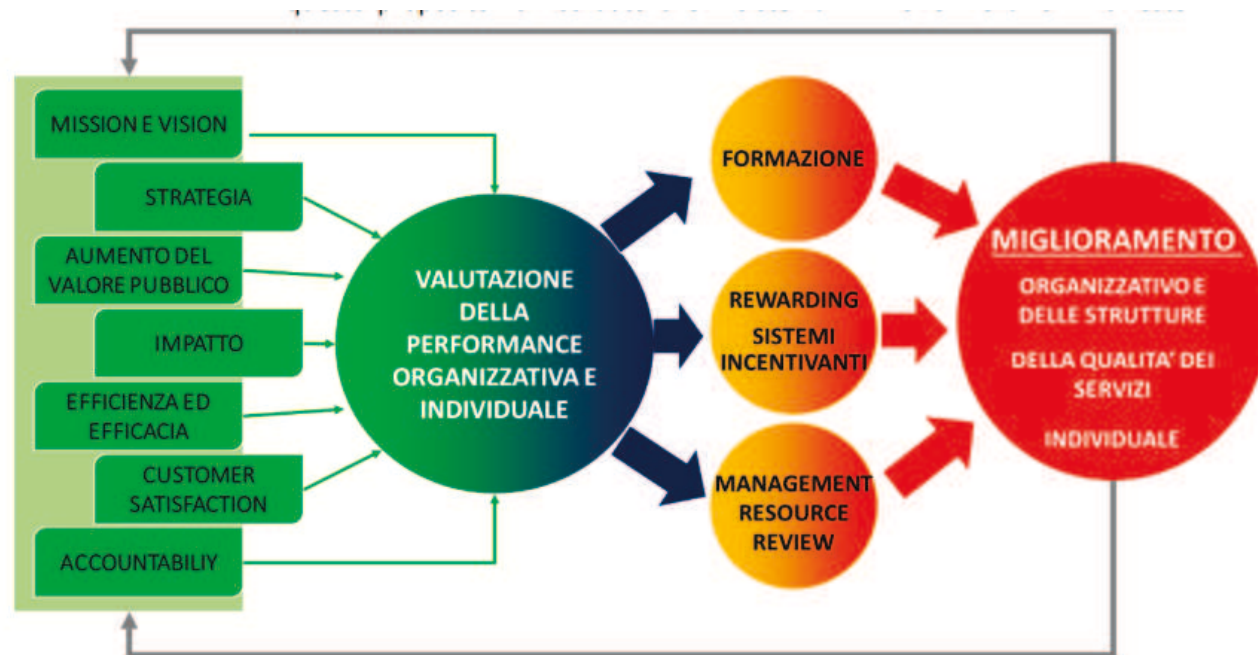 MISSION E VISION
STRATEGIA
AUMENTO DEL
VALORE PUBBLICO
IMPATTO
EFFICIENZA ED
EFFICACIA
CUSTOMER
SATISFACTION
ACCOUNTABILIY
VALUTAZIONE
DELLA
PERFORMANCE
ORGANIZZATIVA E
INDIVIDUALE
FORMAZIONE
REWARDING
SISTEMI
INCENTIVANTI
MANAGEMENT
RESOURCE
REVIEW
MIGLIORAMENTO
ORGANIZZATIVO E
DELLE STRUTTURE
DELLA QUALITA' DEI
SERVIZI
INDIVIDUALE